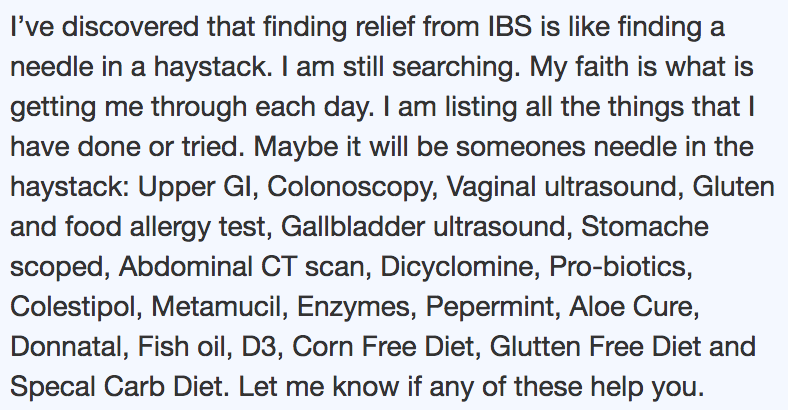 I’ve discovered that finding relief from IBS is like finding a
needle in a haystack. I am still searching. My faith is what is
getting me through each day. I am listing all the things that I
have done or tried. Maybe it will be someones needle in the
haystack: Upper GI, Colonoscopy, Vaginal ultrasound, Gluten
and food allergy test, Gallbladder ultrasound, Stomache
scoped, Abdominal CT scan, Dicyclomine, Pro-biotics,
Colestipol, Metamucil, Enzymes, Pepermint, Aloe Cure,
Donnatal, Fish oil, D3, Corn Free Diet, Glutten Free Diet and
Specal Carb Diet. Let me know if any of these help you.